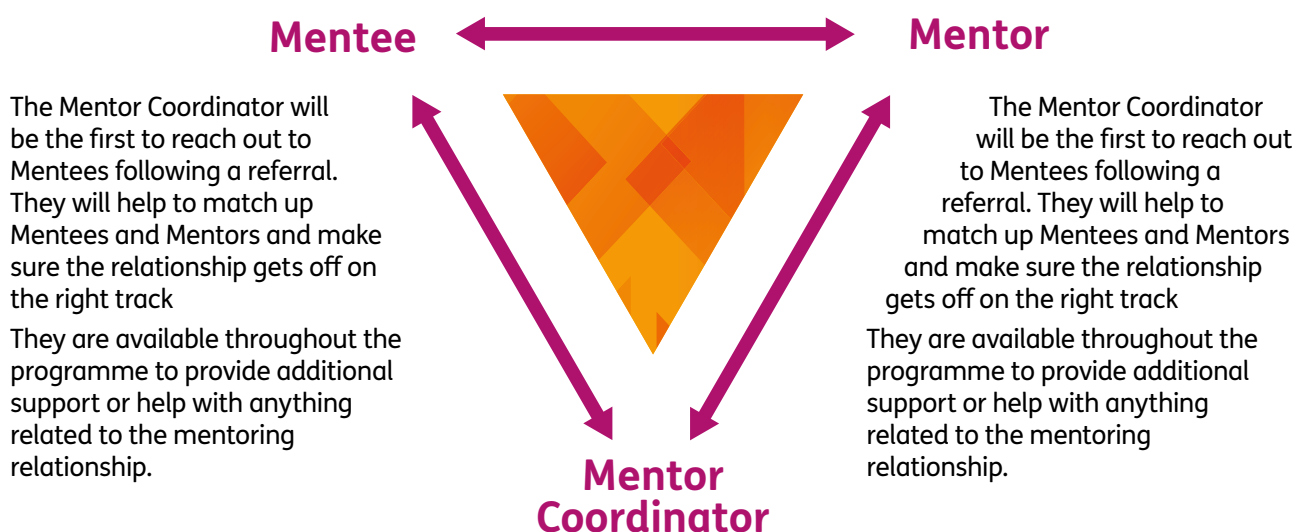 Mentee
Mentor
The Mentor Coordinator will
be the first to reach out to
Mentees following a referral.
They will help to match up
Mentees and Mentors and make
sure the relationship gets off on
the right track
They are available throughout the
programme to provide additional
support or help with anything
related to the mentoring
relationship.
The Mentor Coordinator
will be the first to reach out
to Mentees following a
referral. They will help to
match up Mentees and Mentors
and make sure the relationship
gets off on the right track
They are available throughout the
programme to provide additional
support or help with anything
related to the mentoring
relationship.
Mentor
Coordinator